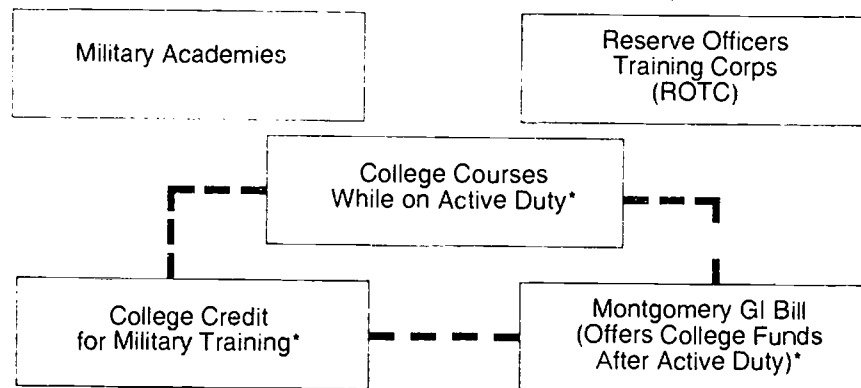 Military Academies
Reserve Officers
Training Corps
(ROTC)
College Courses
While on Active Duty*
College Credit
for Military Training*
Montgomery GI Bill
(Offers College Funds
After Active Duty)*